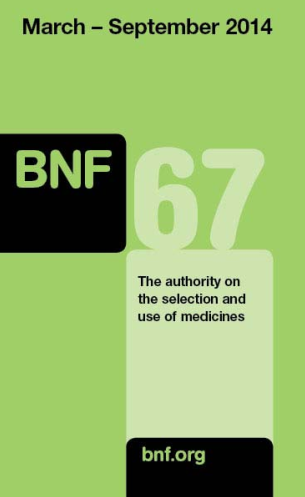 March – September 2014
BNF 67
The authority on
the selection and
use of medicines
bnf.org